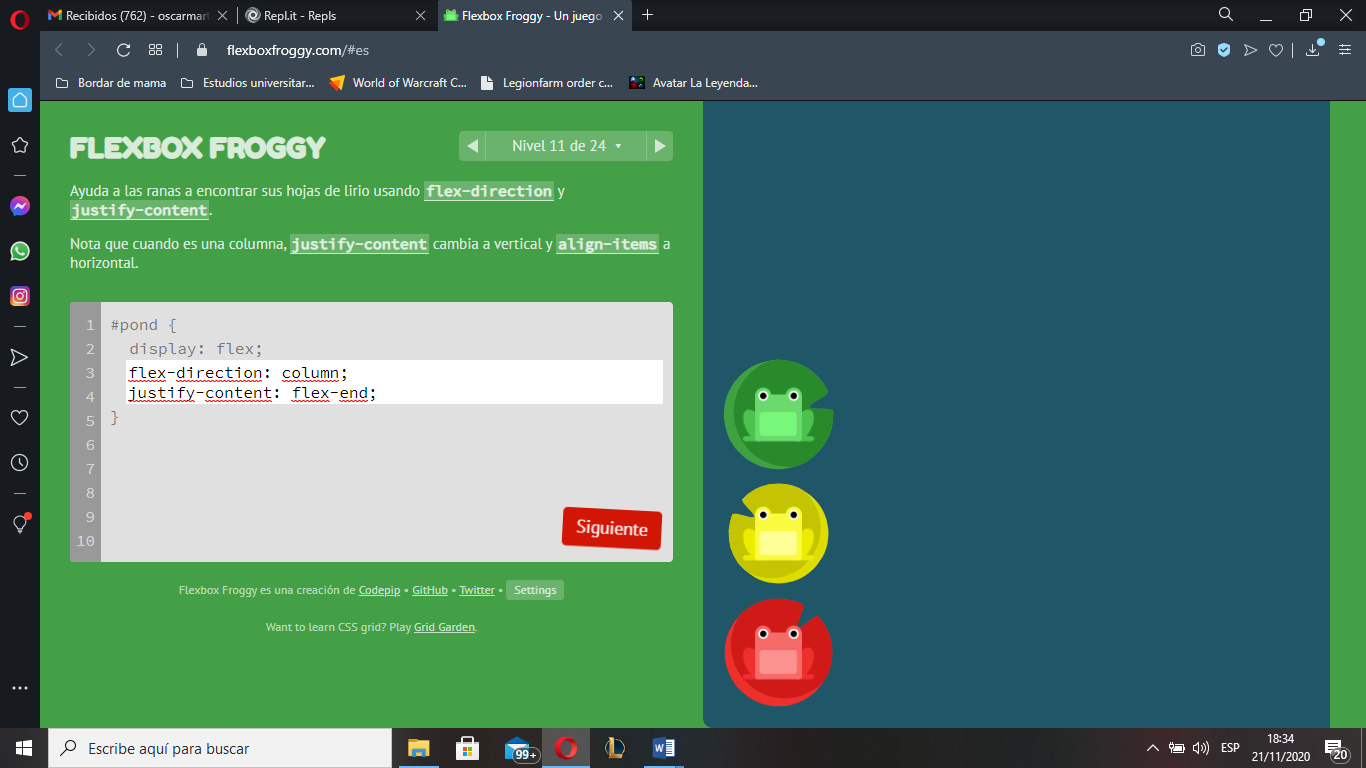 Recibidos (762) - oscarmar
Repl.it - Repls
Flexbox Froggy - Un juego
flexboxfroggy.com/#es
Bordar de mama
Estudios universitar...
World of Warcraft C...
Legionfarm order c...
Avatar La Leyenda...
FLEXBOX FROGGY
Nivel 11 de 24
Ayuda a las ranas a encontrar sus hojas de lirio usando flex-direction y
justify-content.
Nota que cuando es una columna, justify-content cambia a vertical y align-items a
horizontal.
1 #pond {
2 display: flex;
3 flex-direction: column;
4 justify-content: flex-end;
5 }
6
7
8
9
10
Siguiente
Flexbox Froggy es una creación de Codepip • GitHub • Twitter • Settings
Want to learn CSS grid? Play Grid Garden.
Escribe aquí para buscar
99+
ESP
18:34
21/11/2020
20